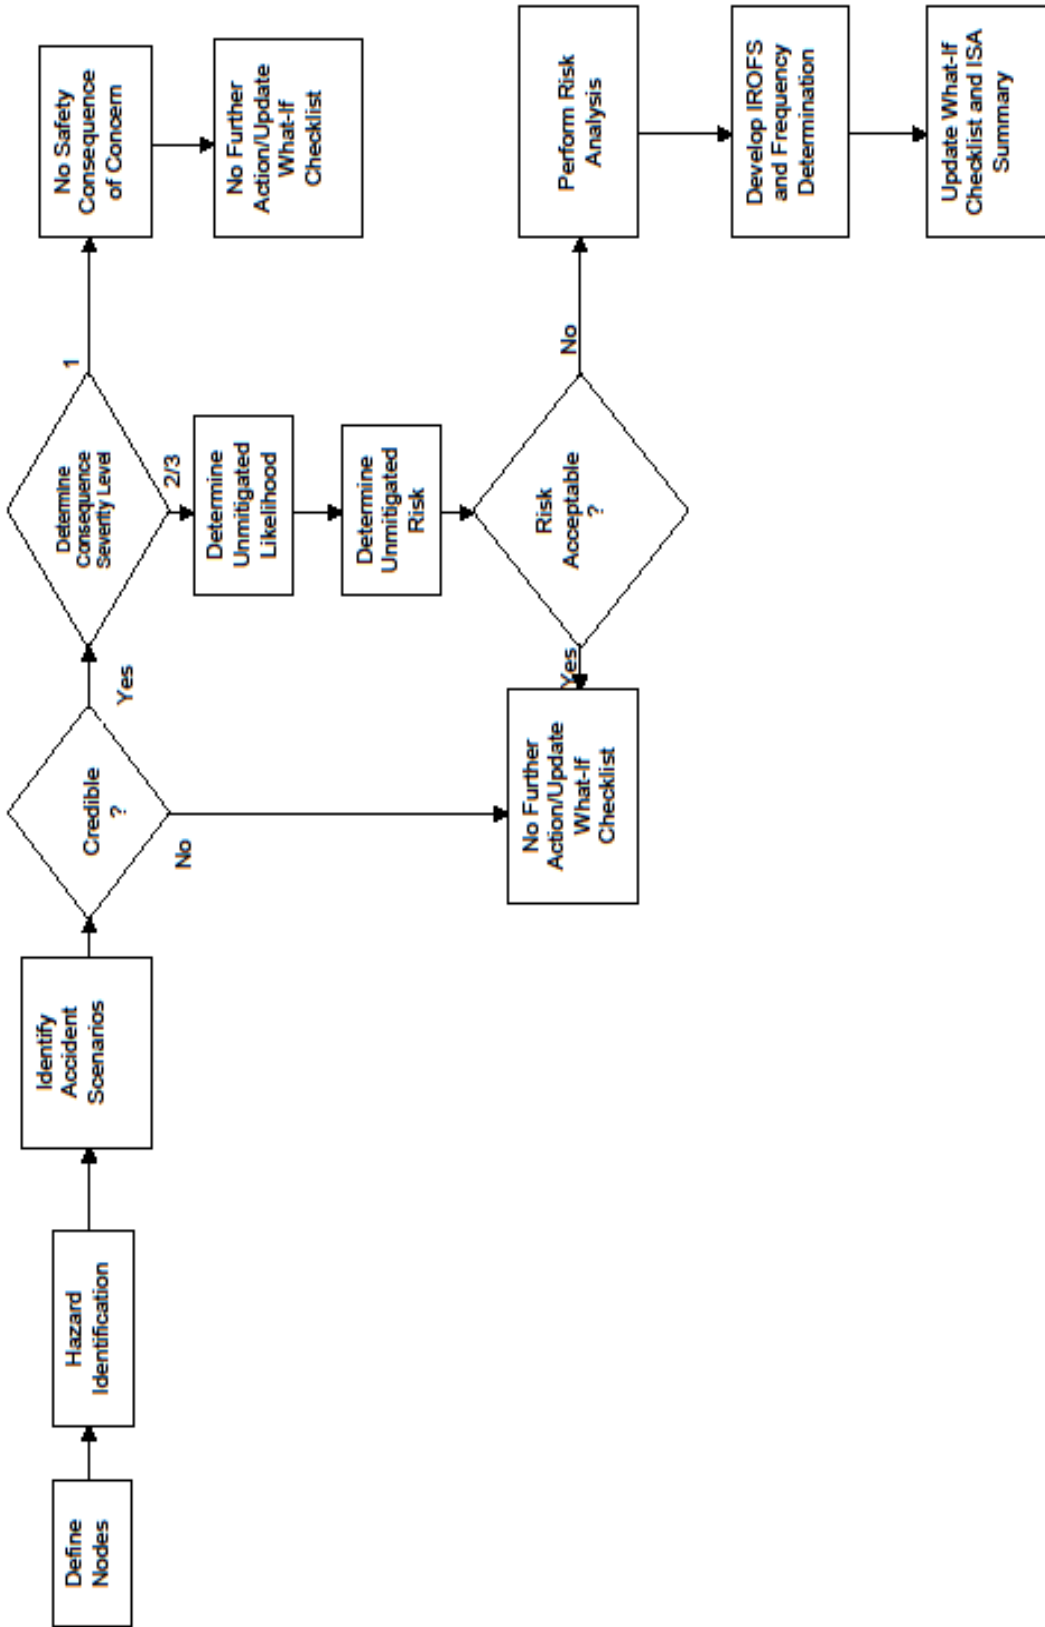 Define
Nodes
Hazard
Identification
Identify
Accident
Scenarios
Credible
?
Yes
No
Determine
Consequence
Severity Level
1
No Safety
Consequence
of Concern
No Further
Action/Update
What-If
Checklist
2/3
Determine
Unmitigated
Likelihood
Determine
Unmitigated
Risk
Risk
Acceptable
?
Yes
No Further
Action/Update
What-If
Checklist
No
Perform Risk
Analysis
Develop IROFS
and Frequency
Determination
Update What-If
Checklist and ISA
Summary